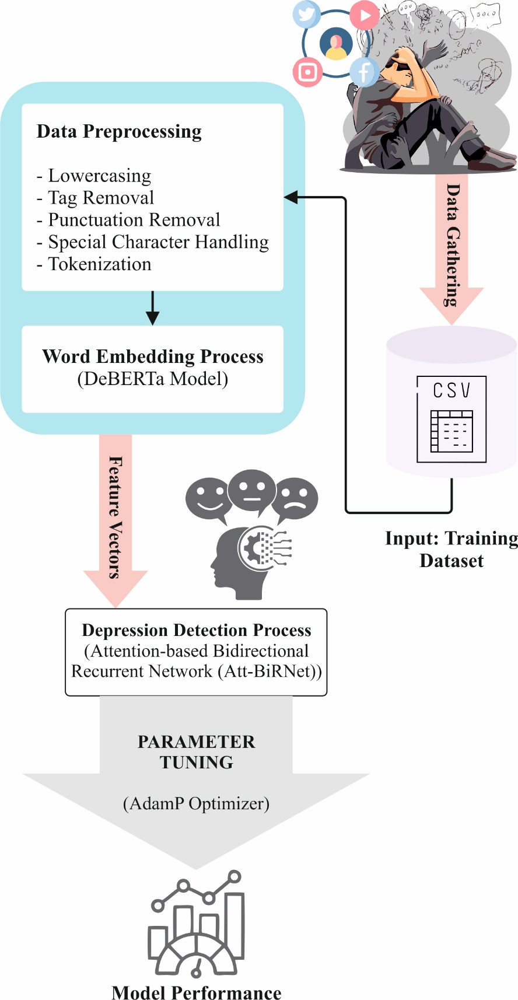 Data Gathering
CSV
Input: Training
Dataset
Data Preprocessing
- Lowercasing
- Tag Removal
- Punctuation Removal
- Special Character Handling
- Tokenization
Word Embedding Process
(DeBERTa Model)
Feature Vectors
Depression Detection Process
(Attention-based Bidirectional
Recurrent Network (Att-BiRNet))
PARAMETER
TUNING
(AdamP Optimizer)
Model Performance